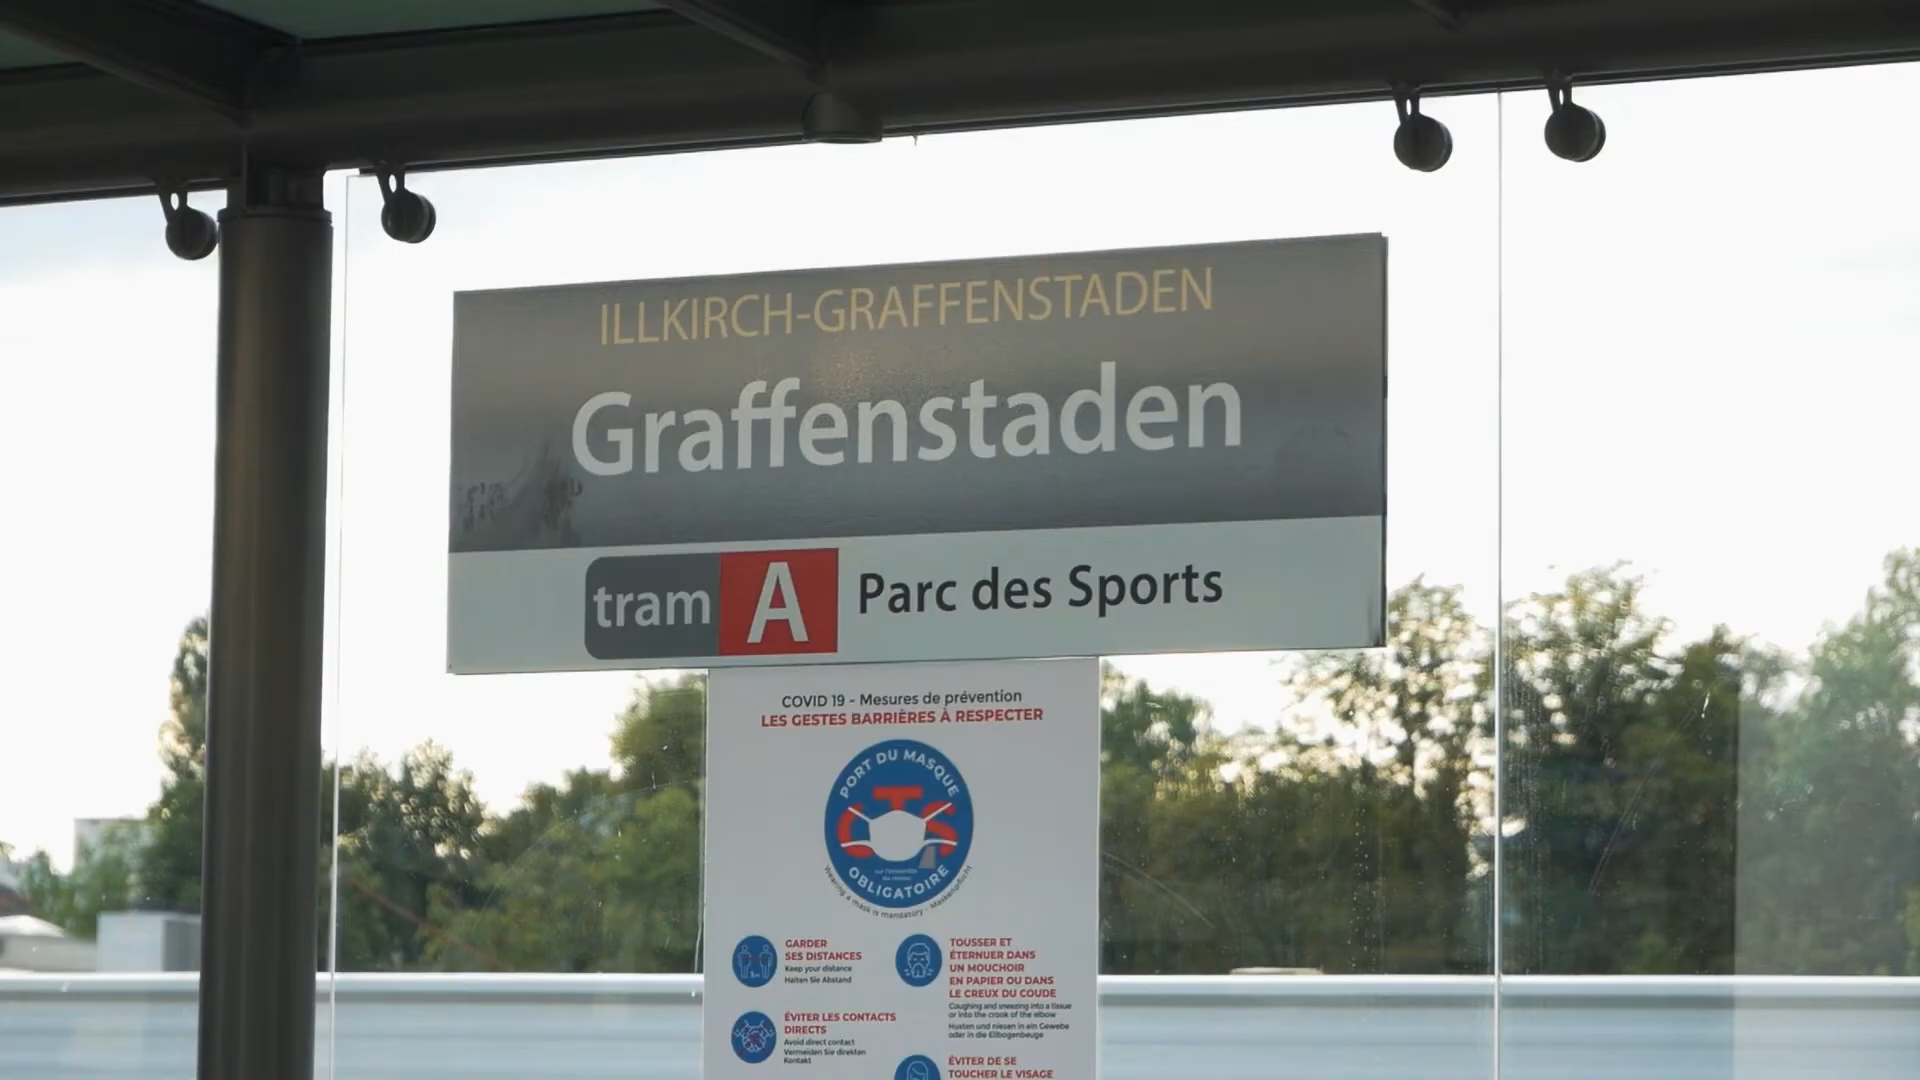 ILLKIRCH-GRAFFENSTADEN
Graffenstaden
tram A Parc des Sports
COVID 19 - Mesures de prévention
LES GESTES BARRIÈRES À RESPECTER
PORT DU MASQUE
CTS
OBLIGATOIRE
Wearing a mask is mandatory - Maskenpflicht
GARDER
SES DISTANCES
Keep your distance
Halten Sie Abstand
TOUSSER ET
ÉTERNUER DANS
UN MOUCHOIR
EN PAPIER OU DANS
LE CREUX DU COUDE
Coughing and sneezing into a tissue
or into the crook of the elbow
Husten und niesen in ein Gewebe
oder in die Ellbogenbeuge
ÉVITER LES CONTACTS
DIRECTS
Avoid direct contact
Vermeiden Sie direkten
Kontakt
ÉVITER DE SE
TOUCHER LE VISAGE